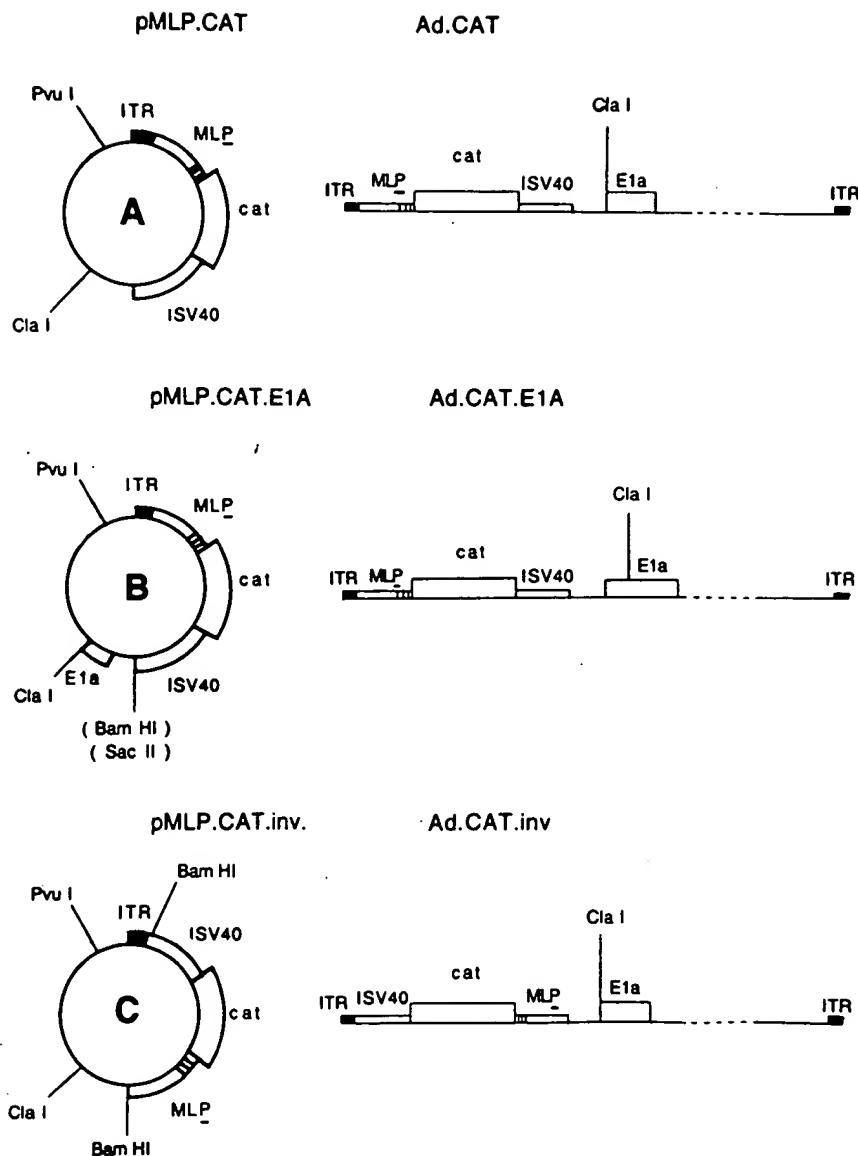 pMLP.CAT Ad.CAT
Pvu I
ITR
MLP
A
cat
ISV40
Cla I
Cla I
cat
MLP
ISV40
E1a
ITR
ITR
pMLP.CAT.E1A Ad.CAT.E1A
Pvu I
ITR
MLP
B
cat
ISV40
E1a
Cla I
( Bam HI )
( Sac II )
Cla I
cat
ITR
MLP
ISV40
E1a
ITR
pMLP.CAT.inv. Ad.CAT.inv
Bam HI
Pvu I
ITR
ISV40
C
cat
Cla I
MLP
Bam HI
Cla I
cat
ITR
ISV40
MLP
E1a
ITR